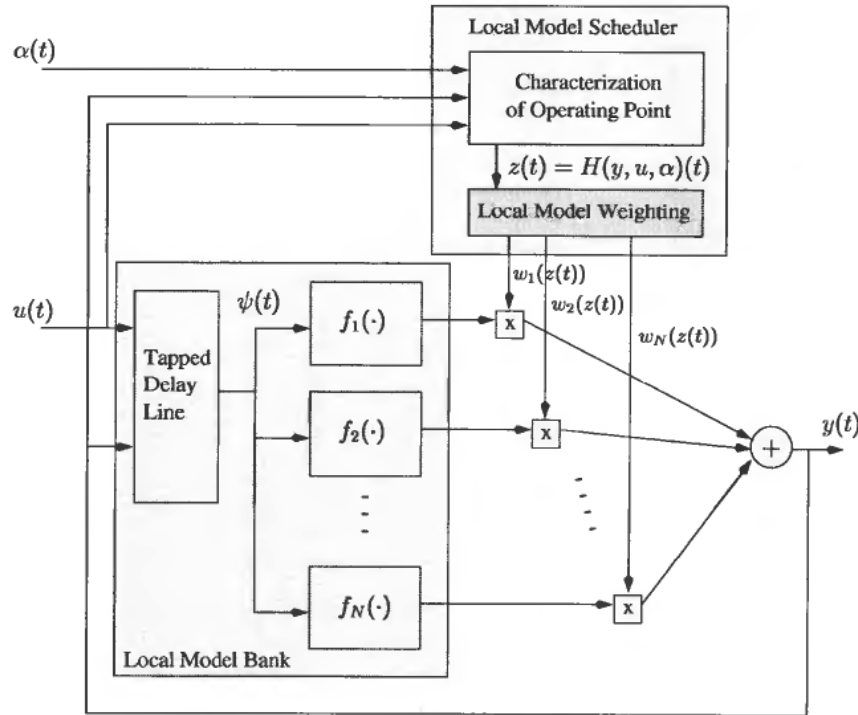 Local Model Scheduler
α(t)
Characterization
of Operating Point
z(t) = H(y, u, α)(t)
Local Model Weighting
w₁(z(t))
w₂(z(t))
w_N(z(t))
u(t)
ψ(t)
Tapped
Delay
Line
f₁(·)
x
f₂(·)
x
+
y(t)
f_N(·)
x
Local Model Bank